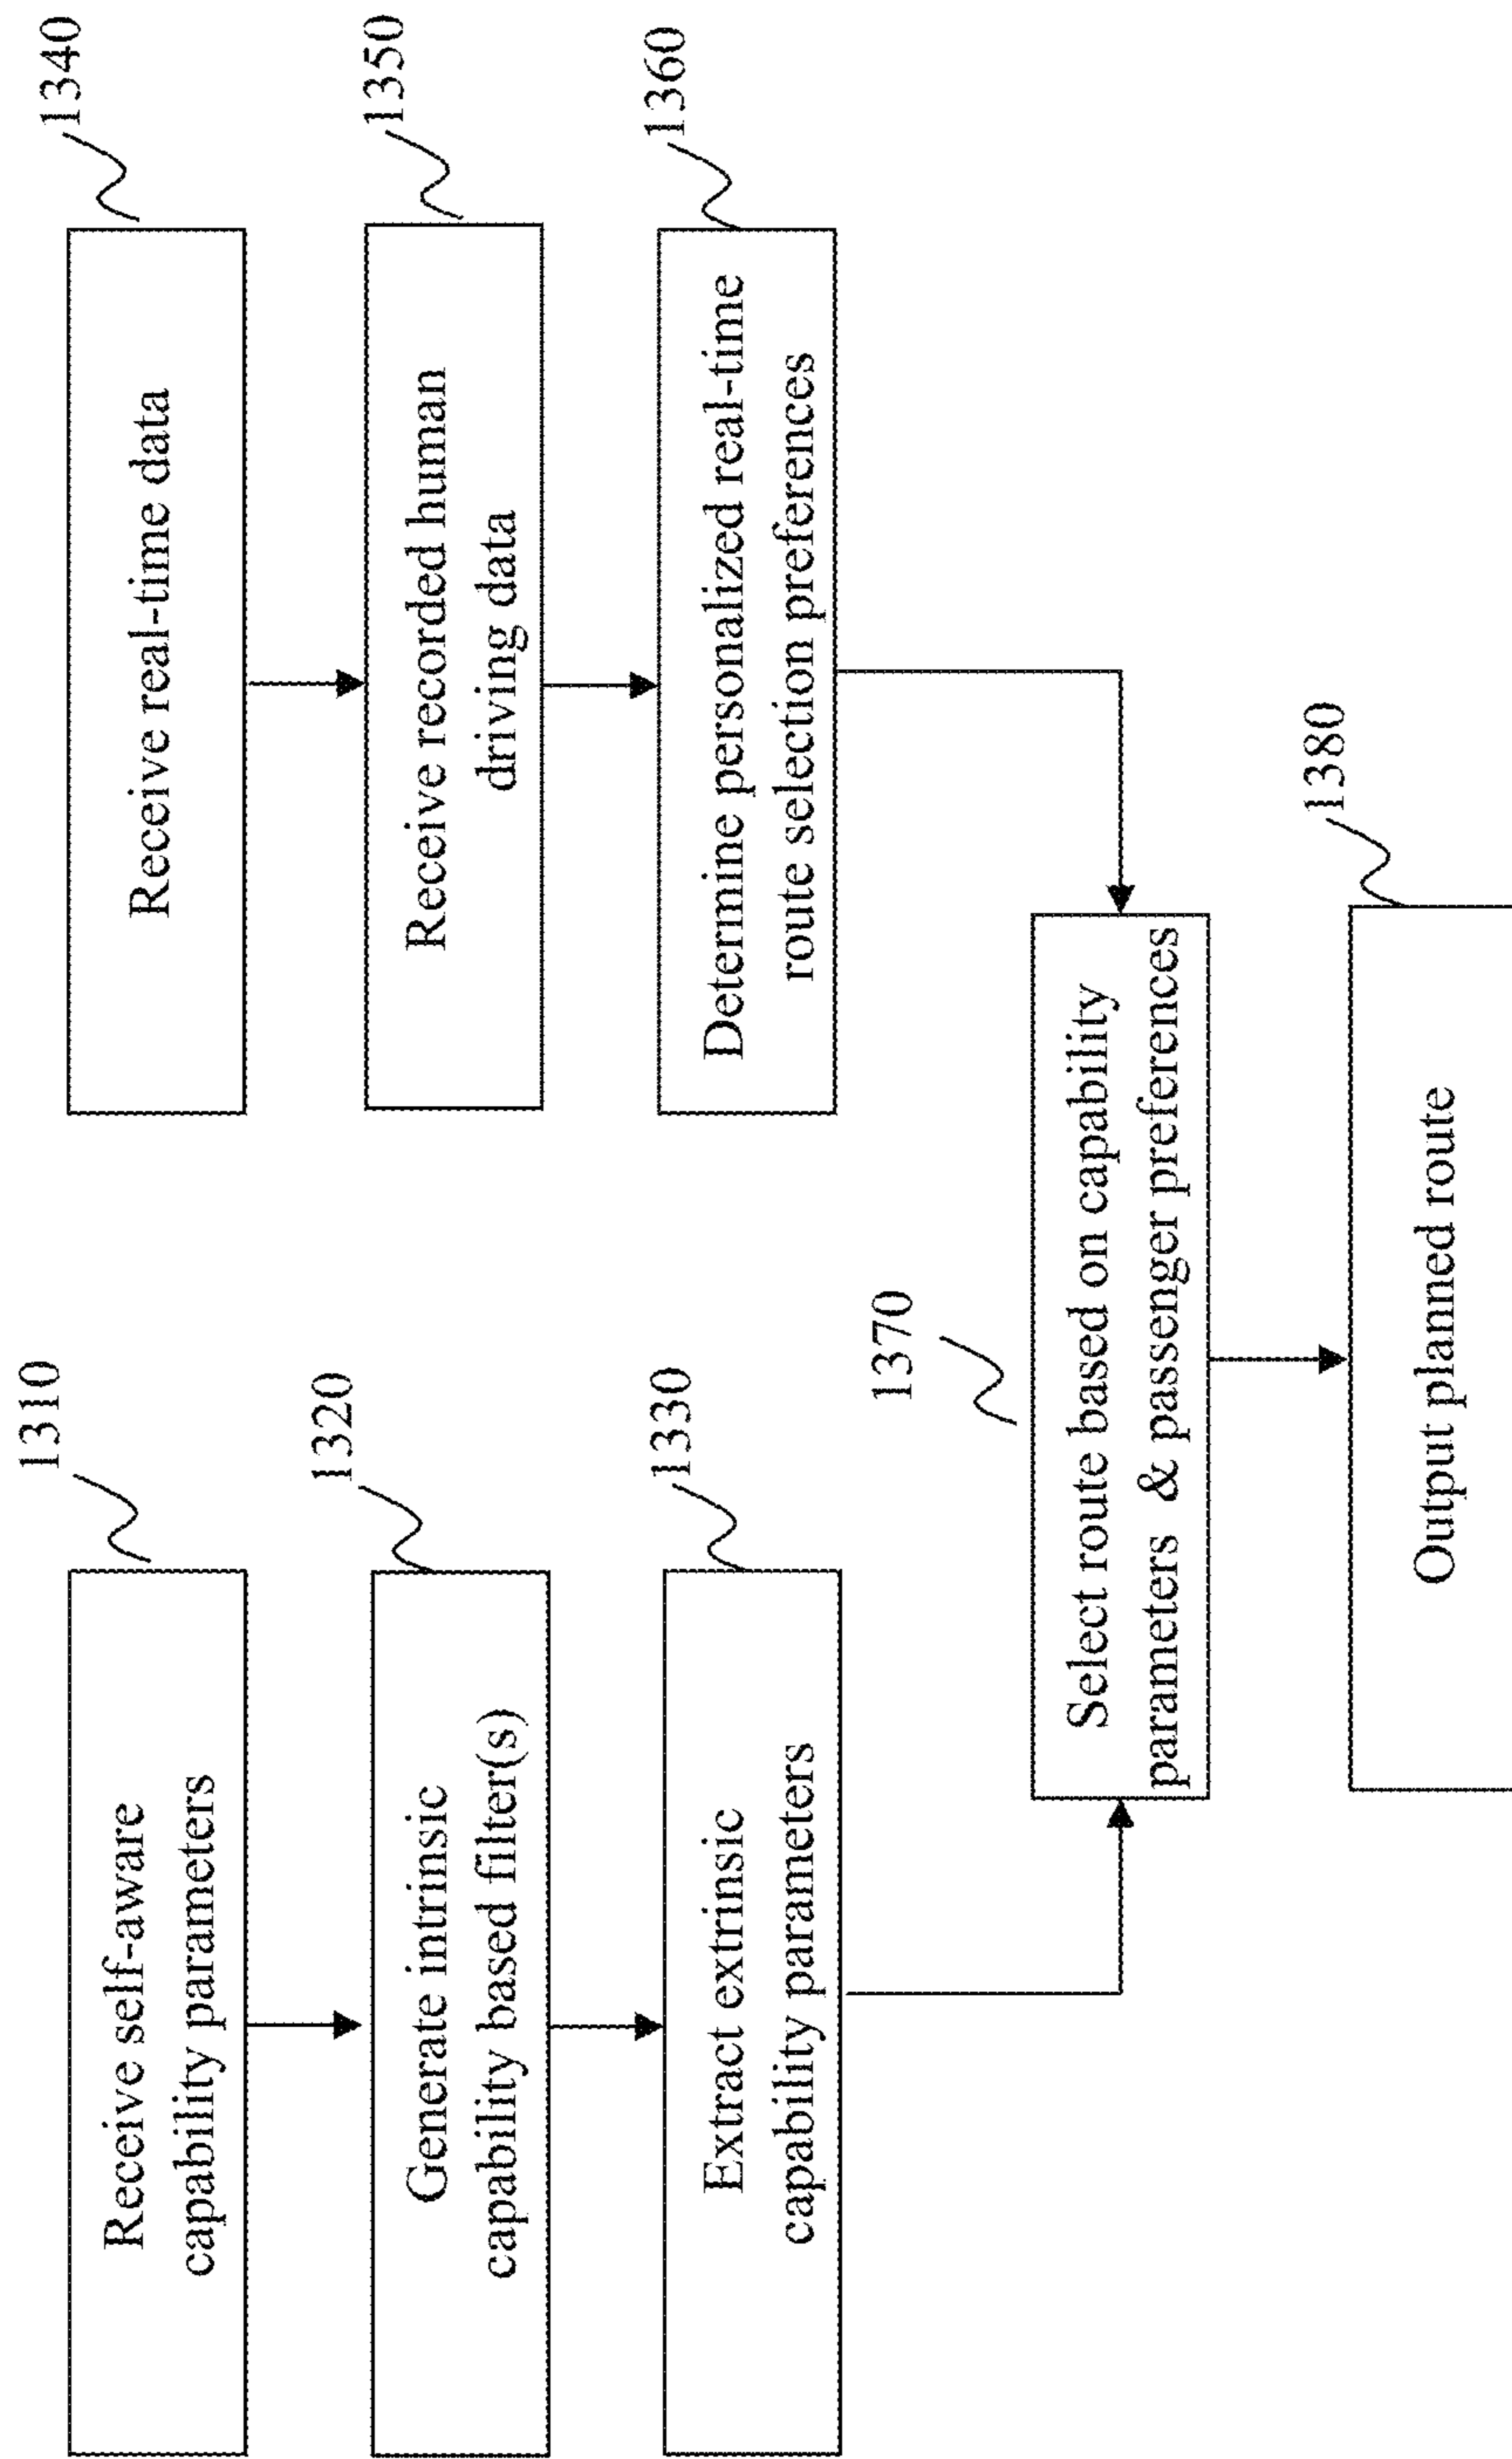 1310
Receive self-aware
capability parameters
1320
Generate intrinsic
capability based filter(s)
1330
Extract extrinsic
capability parameters
1340
Receive real-time data
1350
Receive recorded human
driving data
1360
Determine personalized real-time
route selection preferences
1370
Select route based on capability
parameters & passenger preferences
1380
Output planned route